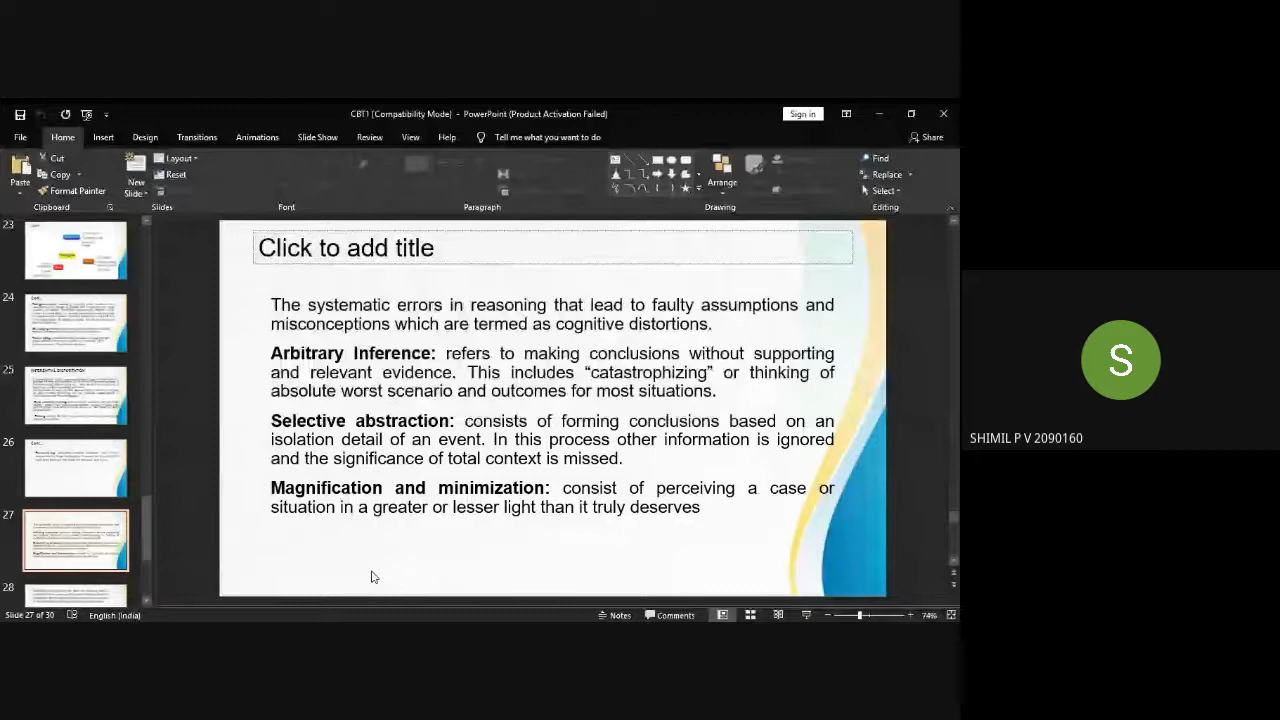 CBT1 [Compatibility Mode] - PowerPoint (Product Activation Failed)
Sign in
File Home Insert Design Transitions Animations Slide Show Review View Help Tell me what you want to do
Share
Paste
Cut
Copy
Format Painter
Clipboard
New Slide
Layout
Reset
Slides
Font
Paragraph
Arrange
Drawing
Find
Replace
Select
Editing
23
24
25
26
27
28
Click to add title
The systematic errors in reasoning that lead to faulty assumptions and
misconceptions which are termed as cognitive distortions.
Arbitrary Inference: refers to making conclusions without supporting
and relevant evidence. This includes “catastrophizing” or thinking of
absolute worst scenario and outcomes for most situations.
Selective abstraction: consists of forming conclusions based on an
isolation detail of an event. In this process other information is ignored
and the significance of total context is missed.
Magnification and minimization: consist of perceiving a case or
situation in a greater or lesser light than it truly deserves
Slide 27 of 30
English (India)
Notes
Comments
74%
S
SHIMIL P V 2090160